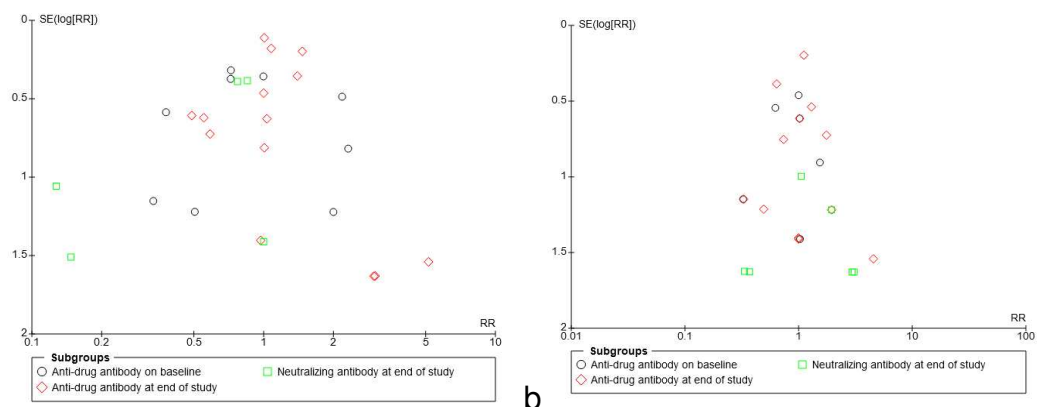 SE(log[RR])
0
0.5
1
1.5
2
0.1 0.2 0.5 1 2 5 10
RR
Subgroups
Anti-drug antibody on baseline Neutralizing antibody at end of study
Anti-drug antibody at end of study
b
SE(log[RR])
0
0.5
1
1.5
2
0.01 0.1 1 10 100
RR
Subgroups
Anti-drug antibody on baseline Neutralizing antibody at end of study
Anti-drug antibody at end of study